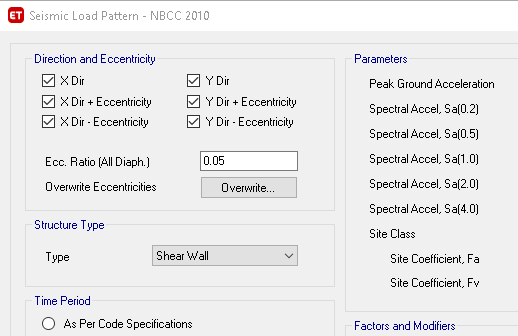 ET Seismic Load Pattern - NBCC 2010
Direction and Eccentricity
X Dir
Y Dir
X Dir + Eccentricity
Y Dir + Eccentricity
X Dir - Eccentricity
Y Dir - Eccentricity
Ecc. Ratio (All Diaph.)
0.05
Overwrite Eccentricities
Overwrite...
Structure Type
Type
Shear Wall
Time Period
As Per Code Specifications
Parameters
Peak Ground Acceleration
Spectral Accel, Sa(0.2)
Spectral Accel, Sa(0.5)
Spectral Accel, Sa(1.0)
Spectral Accel, Sa(2.0)
Spectral Accel, Sa(4.0)
Site Class
Site Coefficient, Fa
Site Coefficient, Fv
Factors and Modifiers